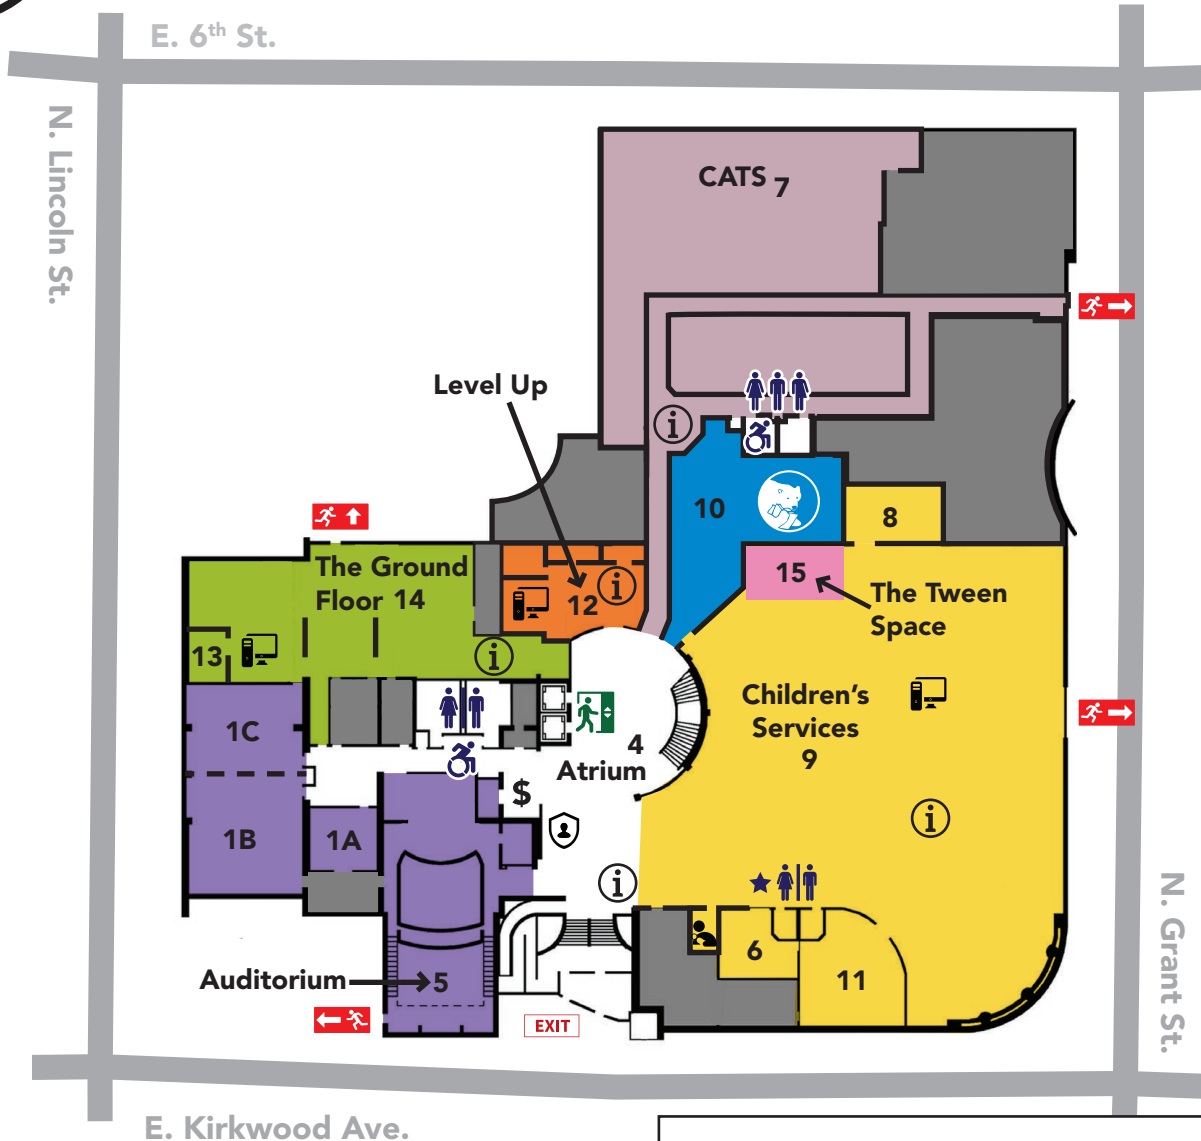 E. 6th St.
N. Lincoln St.
CATS 7
Level Up
10
8
The Ground
Floor 14
12
15
The Tween
Space
13
Children's
Services
9
1C
4
Atrium
$
1B
1A
6
11
Auditorium
5
EXIT
N. Grant St.
E. Kirkwood Ave.